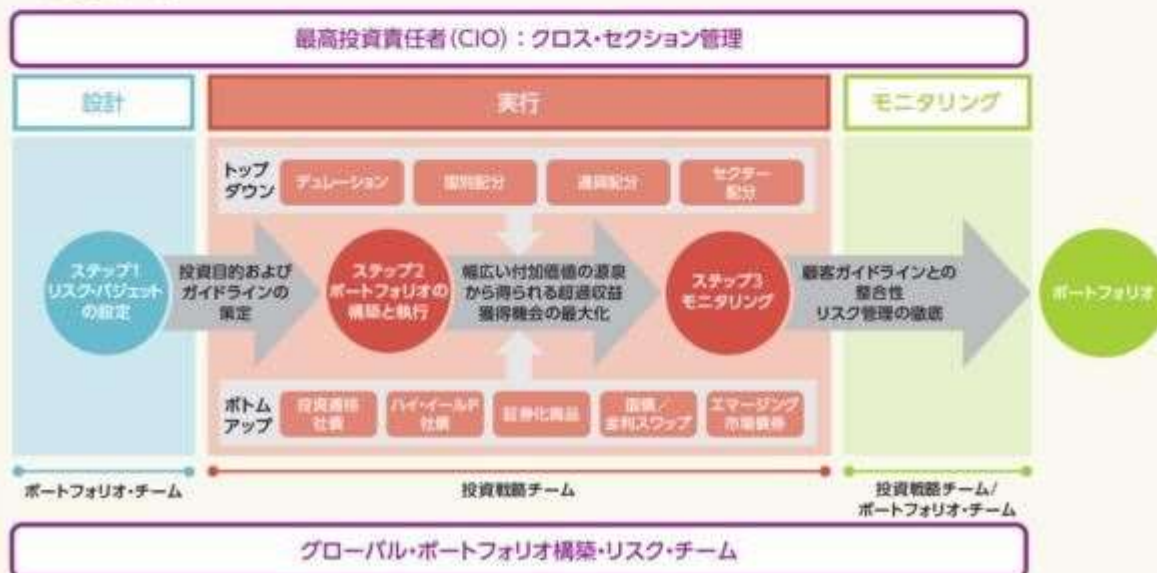 最高投資責任者(CIO)：クロス・セクション管理
設計
実行
モニタリング
トップ
ダウン
デュレーション
国別配分
通貨配分
セクター
配分
ステップ1
リスク・バジェット
の設定
投資目的および
ガイドラインの
策定
ステップ2
ポートフォリオの
構築と執行
幅広い付加価値の源泉
から得られる超過収益
獲得機会の最大化
ステップ3
モニタリング
顧客ガイドラインとの
整合性
リスク管理の徹底
ポートフォリオ
ボトム
アップ
投資適格
社債
ハイ・イールド
社債
証券化商品
国債／
金利スワップ
エマージング
市場債券
ポートフォリオ・チーム
投資戦略チーム
投資戦略チーム/
ポートフォリオ・チーム
グローバル・ポートフォリオ構築・リスク・チーム